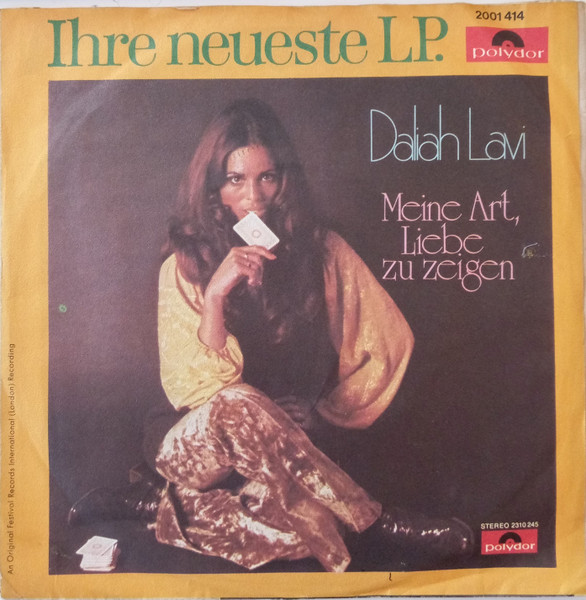 2001 414
Ihre neueste LP.
polydor
Daliah Lavi
Meine Art,
Liebe
zu zeigen
An Original Festival Records International (London) Recording
STEREO 2310 245
polydor